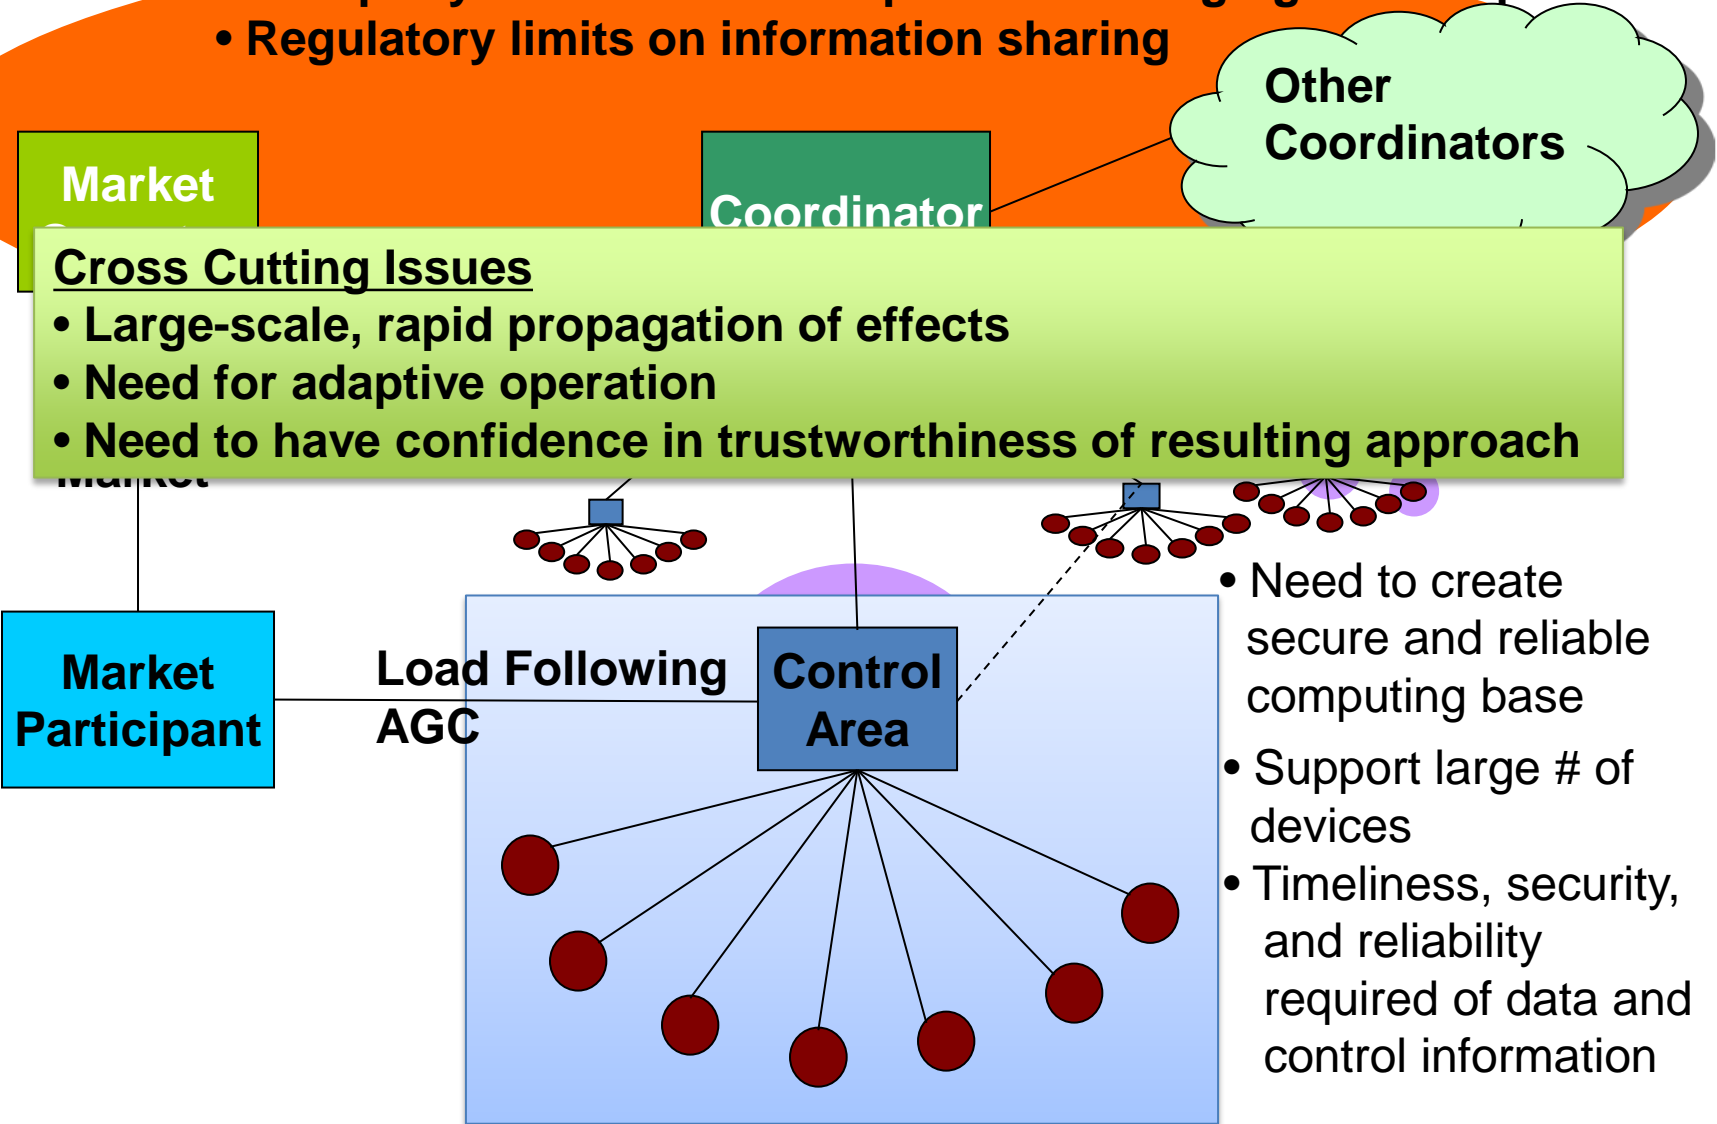 • Regulatory limits on information sharing
Other
Coordinators
Market
Coordinator
Cross Cutting Issues
• Large-scale, rapid propagation of effects
• Need for adaptive operation
• Need to have confidence in trustworthiness of resulting approach
Market
• Need to create
secure and reliable
computing base
Load Following
AGC
Control
Area
Market
Participant
• Support large # of
devices
• Timeliness, security,
and reliability
required of data and
control information